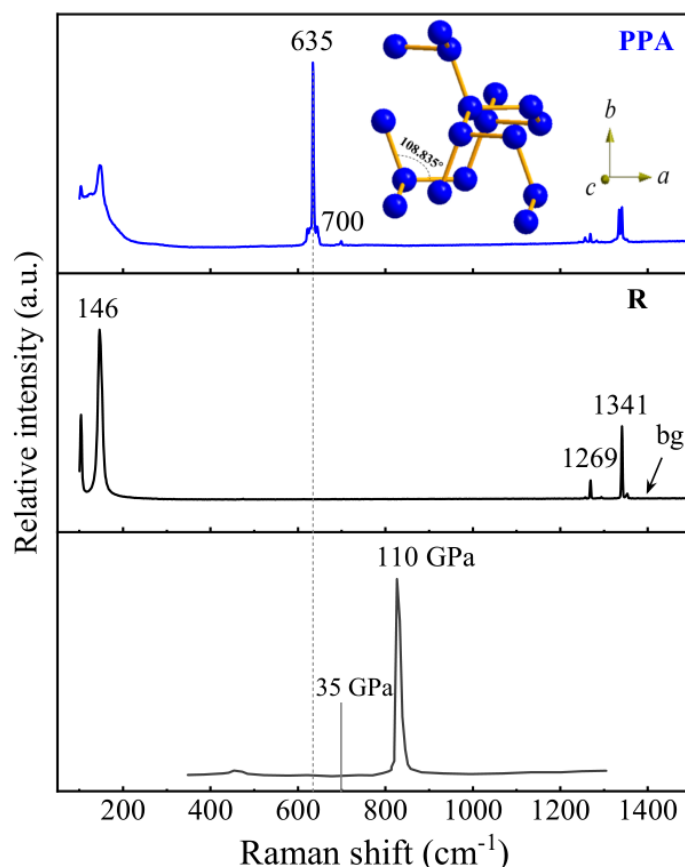 635
PPA
108.835°
b
c
a
700
R
146
1341
1269
bg
110 GPa
35 GPa
Relative intensity (a.u.)
200 400 600 800 1000 1200 1400
Raman shift (cm⁻¹)